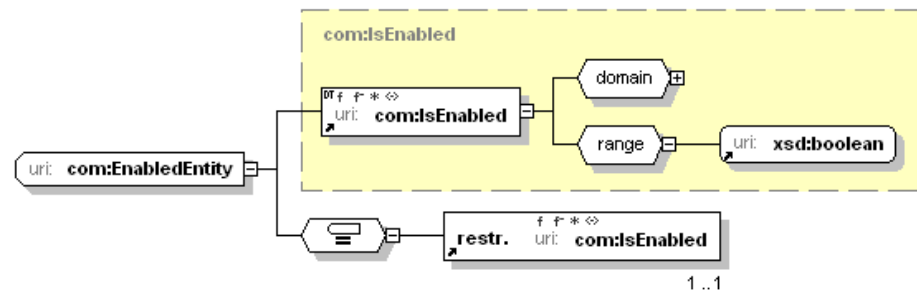 com:IsEnabled
domain
DT f f- * <·>
uri: com:IsEnabled
range
uri: xsd:boolean
uri: com:EnabledEntity
f f- * <·>
restr. uri: com:IsEnabled
1..1